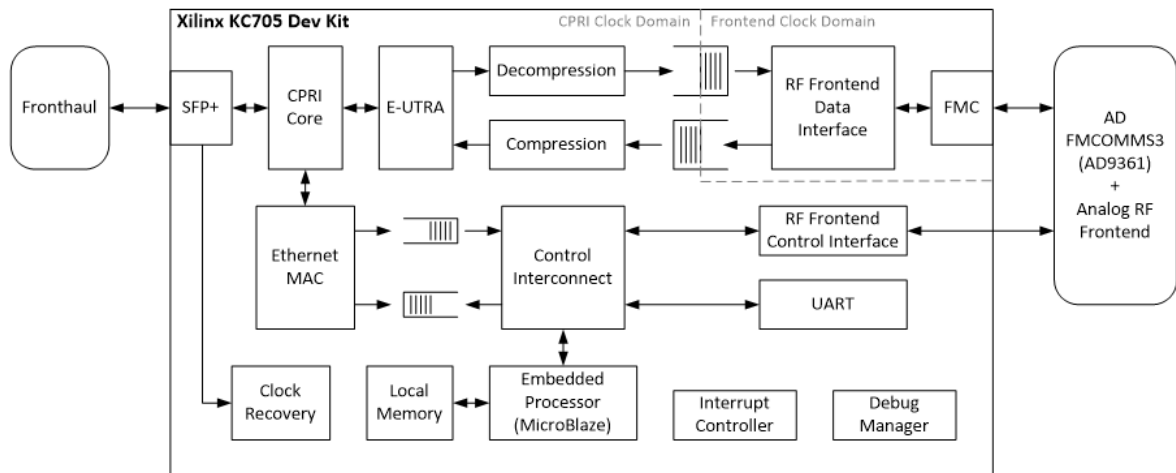 Xilinx KC705 Dev Kit
CPRI Clock Domain
Frontend Clock Domain
Fronthaul
SFP+
CPRI
Core
E-UTRA
Decompression
Compression
RF Frontend
Data
Interface
FMC
AD
FMCOMMS3
(AD9361)
+
Analog RF
Frontend
Ethernet
MAC
Control
Interconnect
RF Frontend
Control Interface
UART
Clock
Recovery
Local
Memory
Embedded
Processor
(MicroBlaze)
Interrupt
Controller
Debug
Manager